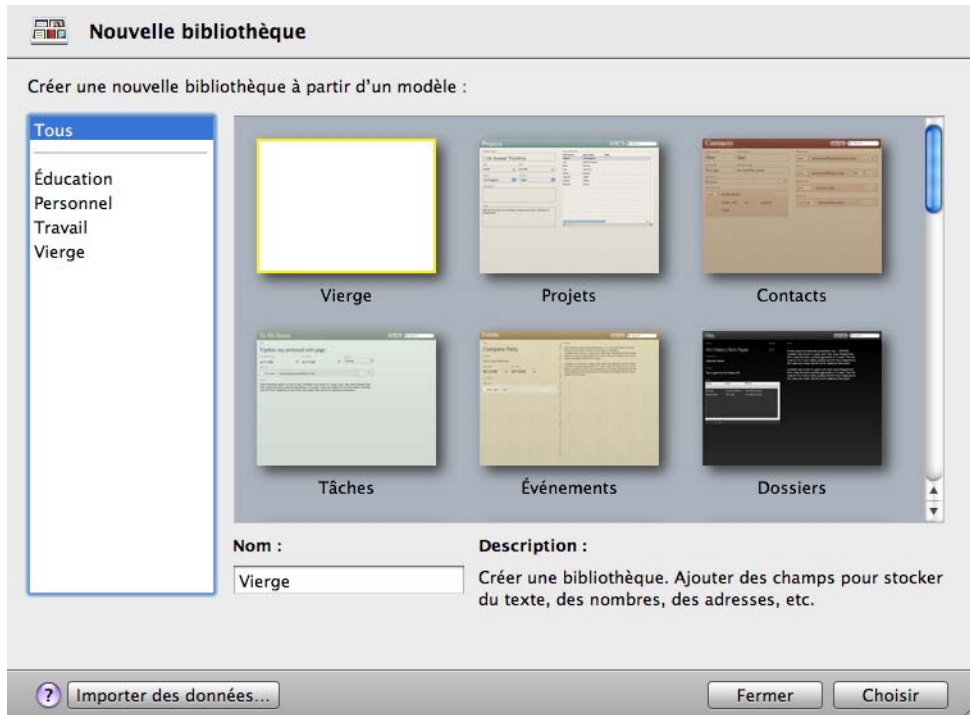 Nouvelle bibliothèque
Créer une nouvelle bibliothèque à partir d'un modèle :
Tous
Éducation
Personnel
Travail
Vierge
Vierge
Projets
Contacts
Tâches
Événements
Dossiers
Nom :
Vierge
Description :
Créer une bibliothèque. Ajouter des champs pour stocker
du texte, des nombres, des adresses, etc.
? Importer des données...
Fermer
Choisir